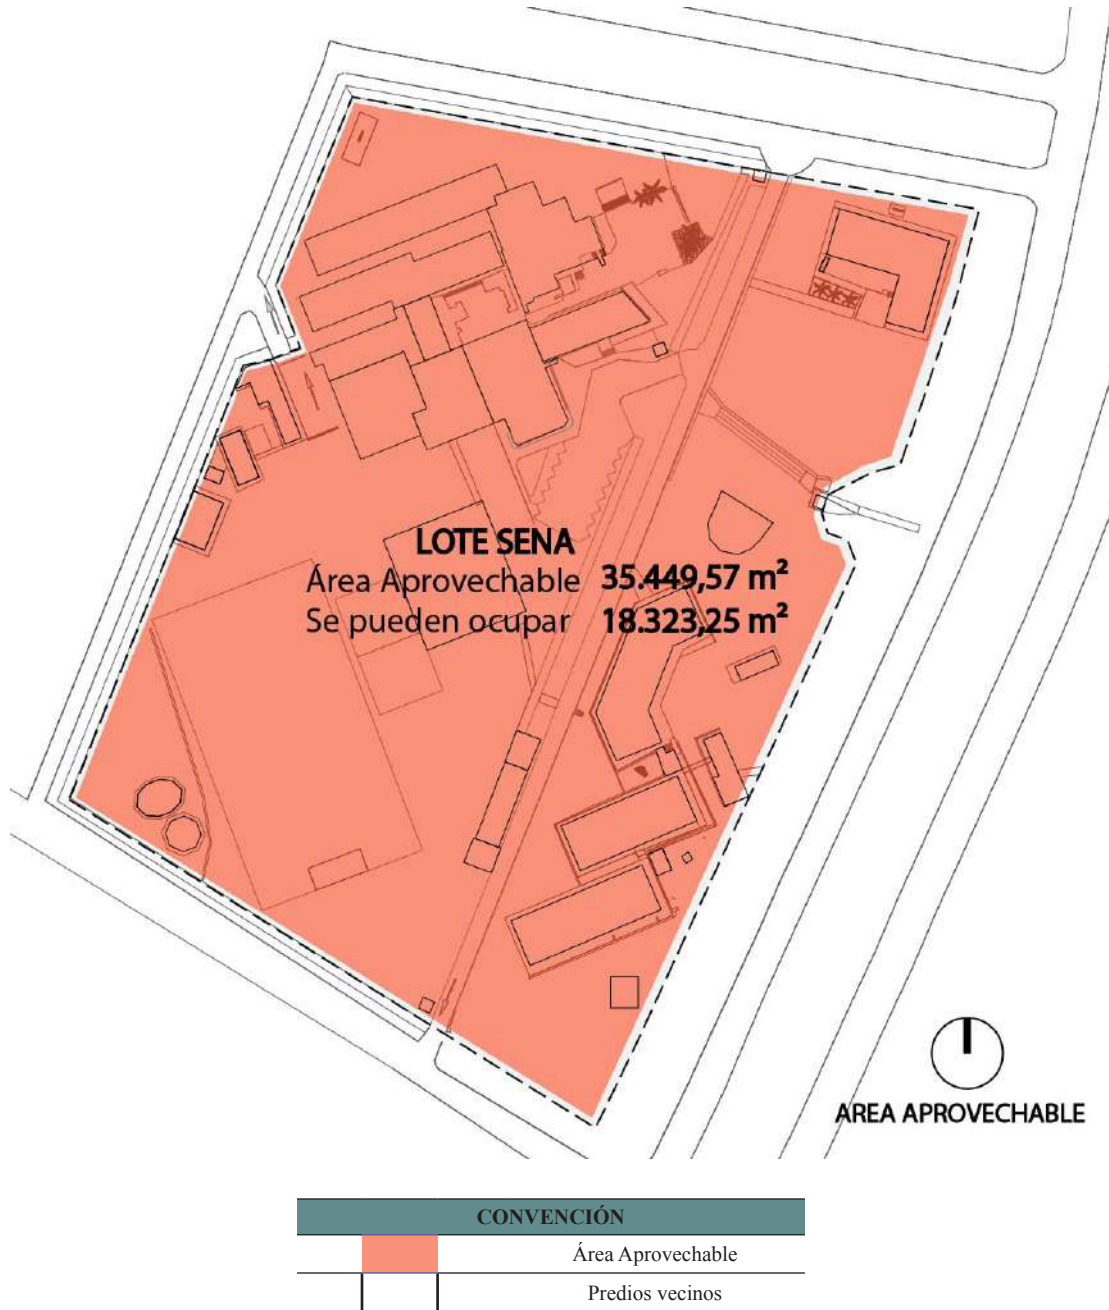 LOTE SENA
Área Aprovechable 35.449,57 m²
Se pueden ocupar 18.323,25 m²
AREA APROVECHABLE
CONVENCIÓN
Área Aprovechable
Predios vecinos